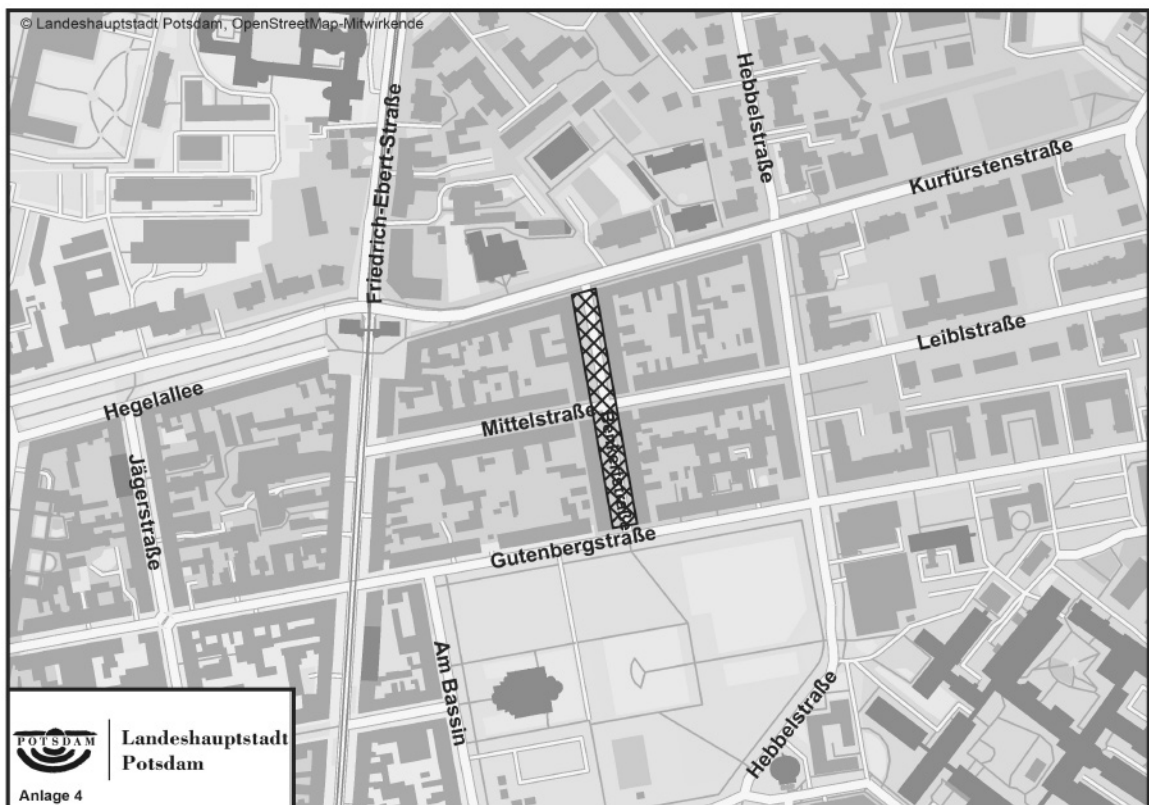 © Landeshauptstadt Potsdam, OpenStreetMap-Mitwirkende
Hebbelstraße
Friedrich-Ebert-Straße
Kurfürstenstraße
Leiblstraße
Hegelallee
Mittelstraße
Jägerstraße
Gutenbergstraße
Am Bassin
Hebbelstraße
POTSDAM
Landeshauptstadt
Potsdam
Anlage 4